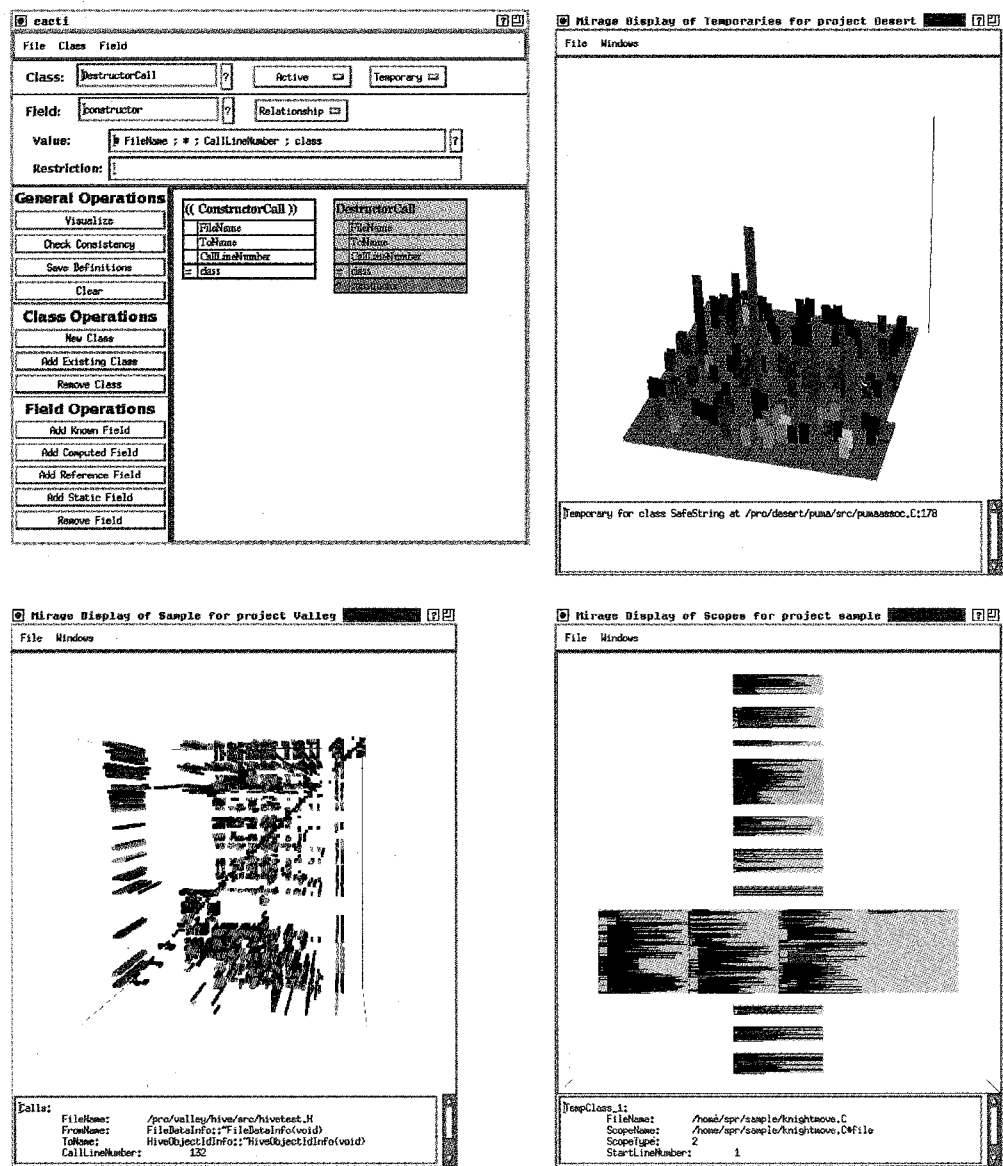 cacti
File Class Field
Class: DestructorCall ? Active Temporary
Field: constructor ? Relationship
Value: # FileName ; * ; CallLineNumber ; class ?
Restriction:
General Operations
Visualize
Check Consistency
Save Definitions
Clear
Class Operations
New Class
Add Existing Class
Remove Class
Field Operations
Add Known Field
Add Computed Field
Add Reference Field
Add Static Field
Remove Field
(( ConstructorCall ))
FileName
ToName
CallLineNumber
= class
DestructorCall
FileName
ToName
CallLineNumber
= class
Mirage Display of Temporaries for project Desert
File Windows
Temporary for class SafeString at /pro/desert/puma/src/pumaassoc.C:178
Mirage Display of Sample for project Valley
File Windows
Calls:
FileName: /pro/valley/hive/src/hivetest.H
FromName: FileDataInfo::~FileDataInfo(void)
ToName: HiveObjectIdInfo::~HiveObjectIdInfo(void)
CallLineNumber: 132
Mirage Display of Scopes for project sample
File Windows
TempClass_1:
FileName: /home/spr/sample/knightmove.C
ScopeName: /home/spr/sample/knightmove.C#file
ScopeType: 2
StartLineNumber: 1